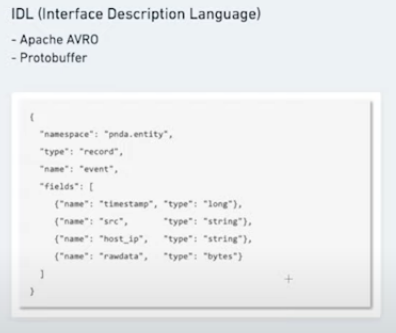 IDL (Interface Description Language)
- Apache AVRO
- Protobuffer
{
"namespace": "pnda.entity",
"type": "record",
"name": "event",
"fields": [
{"name": "timestamp", "type": "long"},
{"name": "src", "type": "string"},
{"name": "host_ip", "type": "string"},
{"name": "rawdata", "type": "bytes"}
]
}